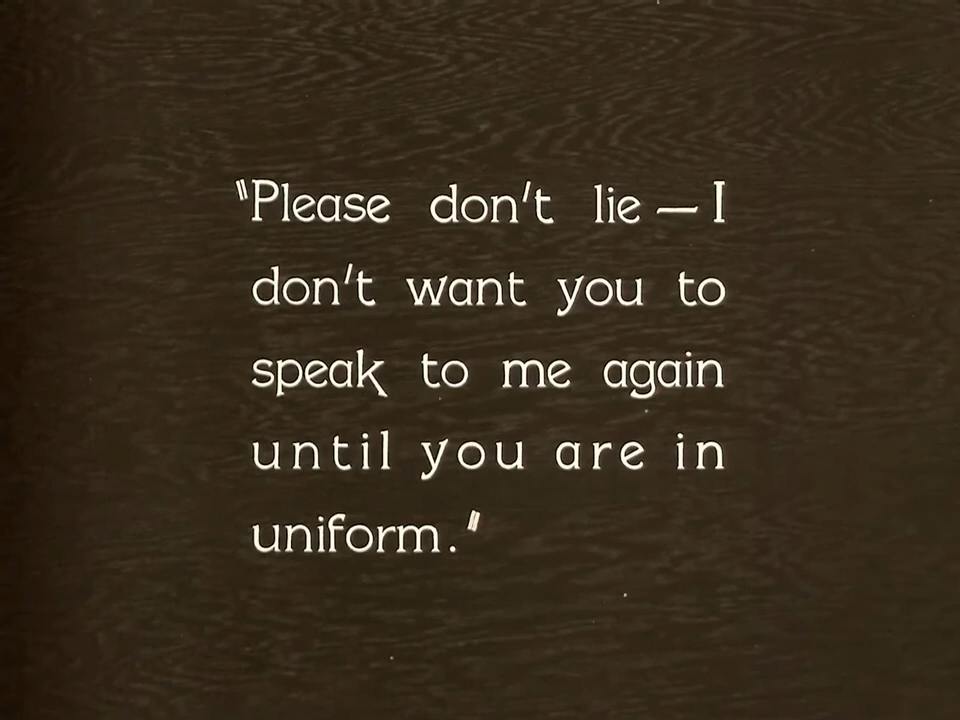 "Please don't lie — I
don't want you to
speak to me again
until you are in
uniform."